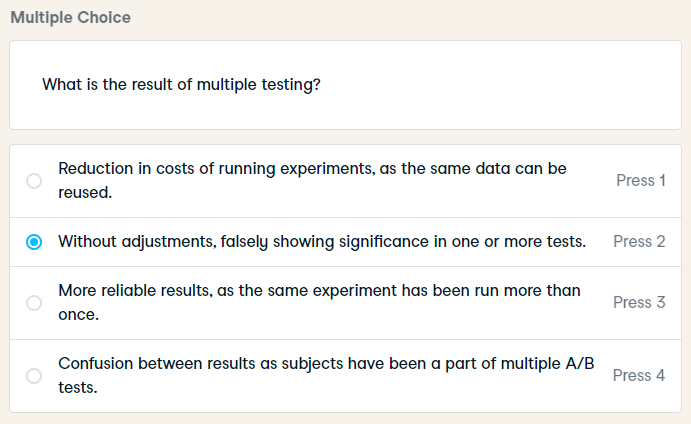 Multiple Choice
What is the result of multiple testing?
Reduction in costs of running experiments, as the same data can be
reused.
Press 1
Without adjustments, falsely showing significance in one or more tests.
Press 2
More reliable results, as the same experiment has been run more than
once.
Press 3
Confusion between results as subjects have been a part of multiple A/B
tests.
Press 4